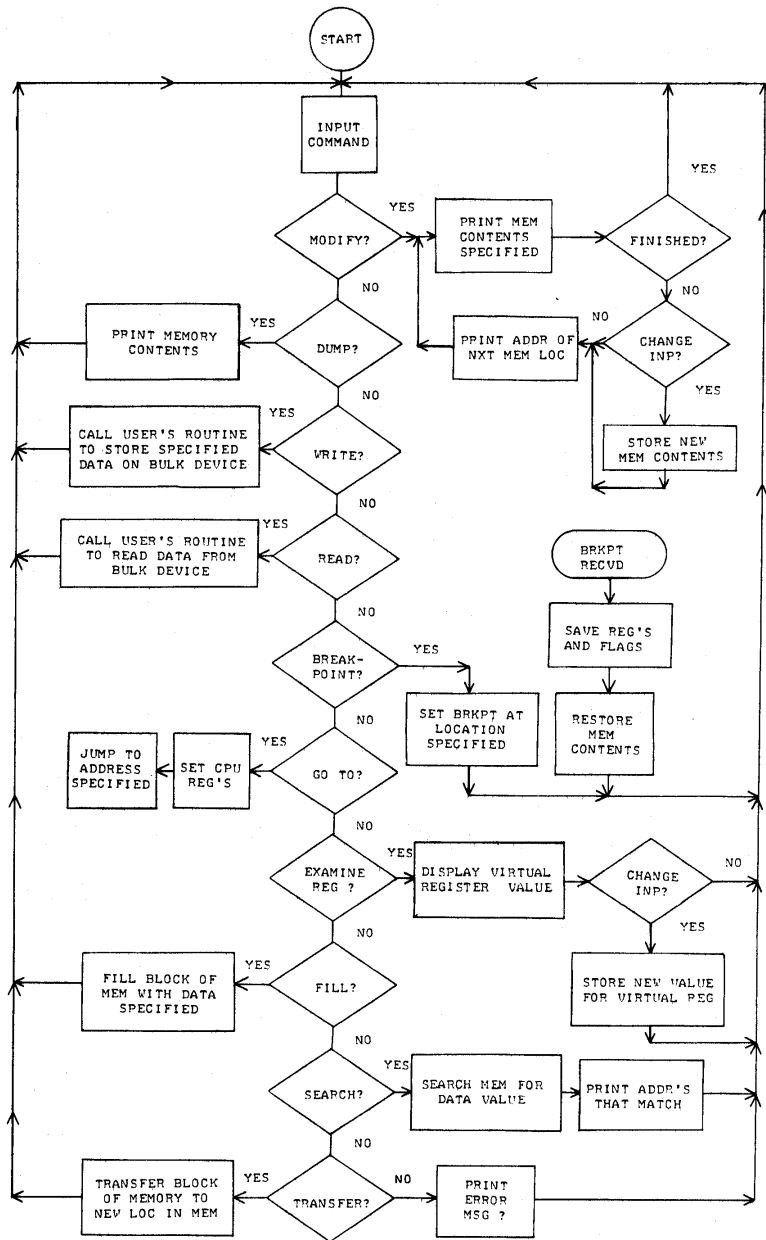 START
INPUT
COMMAND
YES
MODIFY?
PRINT MEM
CONTENTS
SPECIFIED
FINISHED?
YES
NO
NO
PRINT MEMORY
CONTENTS
YES
DUMP?
PRINT ADDR OF
NXT MEM LOC
NO
CHANGE
INP?
YES
STORE NEW
MEM CONTENTS
NO
CALL USER'S ROUTINE
TO STORE SPECIFIED
DATA ON BULK DEVICE
YES
WRITE?
NO
CALL USER'S ROUTINE
TO READ DATA FROM
BULK DEVICE
YES
READ?
NO
BRKPT
RECVD
SAVE REG'S
AND FLAGS
RESTORE
MEM
CONTENTS
BREAK-
POINT?
YES
SET BRKPT AT
LOCATION
SPECIFIED
NO
JUMP TO
ADDRESS
SPECIFIED
SET CPU
REG'S
YES
GO TO?
NO
EXAMINE
REG ?
YES
DISPLAY VIRTUAL
REGISTER VALUE
CHANGE
INP?
NO
YES
STORE NEW VALUE
FOR VIRTUAL REG
NO
FILL BLOCK OF
MEM WITH DATA
SPECIFIED
YES
FILL?
NO
SEARCH?
YES
SEARCH MEM FOR
DATA VALUE
PRINT ADDR'S
THAT MATCH
NO
TRANSFER BLOCK
OF MEMORY TO
NEW LOC IN MEM
YES
TRANSFER?
NO
PRINT
ERROR
MSG ?